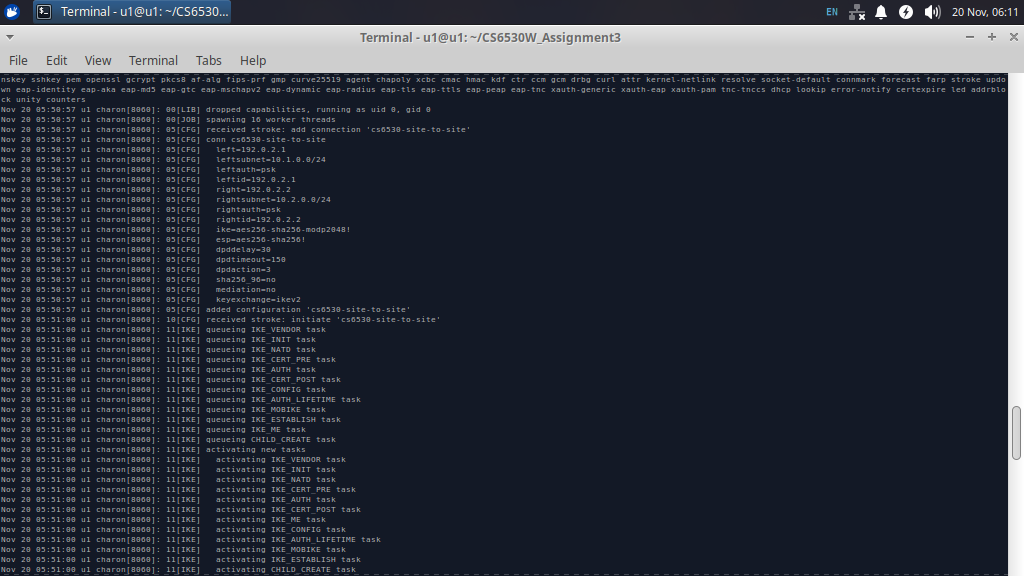 Terminal - u1@u1: ~/CS6530...
EN
20 Nov, 06:11
Terminal - u1@u1: ~/CS6530W_Assignment3
File Edit View Terminal Tabs Help
nskey sshkey pem openssl gcrypt pkcs8 af-alg fips-prf gmp curve25519 agent chapoly xcbc cmac hmac kdf ctr ccm gcm drbg curl attr kernel-netlink resolve socket-default connmark forecast farp stroke updo
wn eap-identity eap-aka eap-md5 eap-gtc eap-mschapv2 eap-dynamic eap-radius eap-tls eap-ttls eap-peap eap-tnc xauth-generic xauth-eap xauth-pam tnc-tnccs dhcp lookip error-notify certexpire led addrblo
ck unity counters
Nov 20 05:50:57 u1 charon[8060]: 00[LIB] dropped capabilities, running as uid 0, gid 0
Nov 20 05:50:57 u1 charon[8060]: 00[JOB] spawning 16 worker threads
Nov 20 05:50:57 u1 charon[8060]: 05[CFG] received stroke: add connection 'cs6530-site-to-site'
Nov 20 05:50:57 u1 charon[8060]: 05[CFG] conn cs6530-site-to-site
Nov 20 05:50:57 u1 charon[8060]: 05[CFG]   left=192.0.2.1
Nov 20 05:50:57 u1 charon[8060]: 05[CFG]   leftsubnet=10.1.0.0/24
Nov 20 05:50:57 u1 charon[8060]: 05[CFG]   leftauth=psk
Nov 20 05:50:57 u1 charon[8060]: 05[CFG]   leftid=192.0.2.1
Nov 20 05:50:57 u1 charon[8060]: 05[CFG]   right=192.0.2.2
Nov 20 05:50:57 u1 charon[8060]: 05[CFG]   rightsubnet=10.2.0.0/24
Nov 20 05:50:57 u1 charon[8060]: 05[CFG]   rightauth=psk
Nov 20 05:50:57 u1 charon[8060]: 05[CFG]   rightid=192.0.2.2
Nov 20 05:50:57 u1 charon[8060]: 05[CFG]   ike=aes256-sha256-modp2048!
Nov 20 05:50:57 u1 charon[8060]: 05[CFG]   esp=aes256-sha256!
Nov 20 05:50:57 u1 charon[8060]: 05[CFG]   dpddelay=30
Nov 20 05:50:57 u1 charon[8060]: 05[CFG]   dpdtimeout=150
Nov 20 05:50:57 u1 charon[8060]: 05[CFG]   dpdaction=3
Nov 20 05:50:57 u1 charon[8060]: 05[CFG]   sha256_96=no
Nov 20 05:50:57 u1 charon[8060]: 05[CFG]   mediation=no
Nov 20 05:50:57 u1 charon[8060]: 05[CFG]   keyexchange=ikev2
Nov 20 05:50:57 u1 charon[8060]: 05[CFG] added configuration 'cs6530-site-to-site'
Nov 20 05:51:00 u1 charon[8060]: 10[CFG] received stroke: initiate 'cs6530-site-to-site'
Nov 20 05:51:00 u1 charon[8060]: 11[IKE] queueing IKE_VENDOR task
Nov 20 05:51:00 u1 charon[8060]: 11[IKE] queueing IKE_INIT task
Nov 20 05:51:00 u1 charon[8060]: 11[IKE] queueing IKE_NATD task
Nov 20 05:51:00 u1 charon[8060]: 11[IKE] queueing IKE_CERT_PRE task
Nov 20 05:51:00 u1 charon[8060]: 11[IKE] queueing IKE_AUTH task
Nov 20 05:51:00 u1 charon[8060]: 11[IKE] queueing IKE_CERT_POST task
Nov 20 05:51:00 u1 charon[8060]: 11[IKE] queueing IKE_CONFIG task
Nov 20 05:51:00 u1 charon[8060]: 11[IKE] queueing IKE_AUTH_LIFETIME task
Nov 20 05:51:00 u1 charon[8060]: 11[IKE] queueing IKE_MOBIKE task
Nov 20 05:51:00 u1 charon[8060]: 11[IKE] queueing IKE_ESTABLISH task
Nov 20 05:51:00 u1 charon[8060]: 11[IKE] queueing IKE_ME task
Nov 20 05:51:00 u1 charon[8060]: 11[IKE] queueing CHILD_CREATE task
Nov 20 05:51:00 u1 charon[8060]: 11[IKE] activating new tasks
Nov 20 05:51:00 u1 charon[8060]: 11[IKE]   activating IKE_VENDOR task
Nov 20 05:51:00 u1 charon[8060]: 11[IKE]   activating IKE_INIT task
Nov 20 05:51:00 u1 charon[8060]: 11[IKE]   activating IKE_NATD task
Nov 20 05:51:00 u1 charon[8060]: 11[IKE]   activating IKE_CERT_PRE task
Nov 20 05:51:00 u1 charon[8060]: 11[IKE]   activating IKE_AUTH task
Nov 20 05:51:00 u1 charon[8060]: 11[IKE]   activating IKE_CERT_POST task
Nov 20 05:51:00 u1 charon[8060]: 11[IKE]   activating IKE_ME task
Nov 20 05:51:00 u1 charon[8060]: 11[IKE]   activating IKE_CONFIG task
Nov 20 05:51:00 u1 charon[8060]: 11[IKE]   activating IKE_AUTH_LIFETIME task
Nov 20 05:51:00 u1 charon[8060]: 11[IKE]   activating IKE_MOBIKE task
Nov 20 05:51:00 u1 charon[8060]: 11[IKE]   activating IKE_ESTABLISH task
Nov 20 05:51:00 u1 charon[8060]: 11[IKE]   activating CHILD_CREATE task